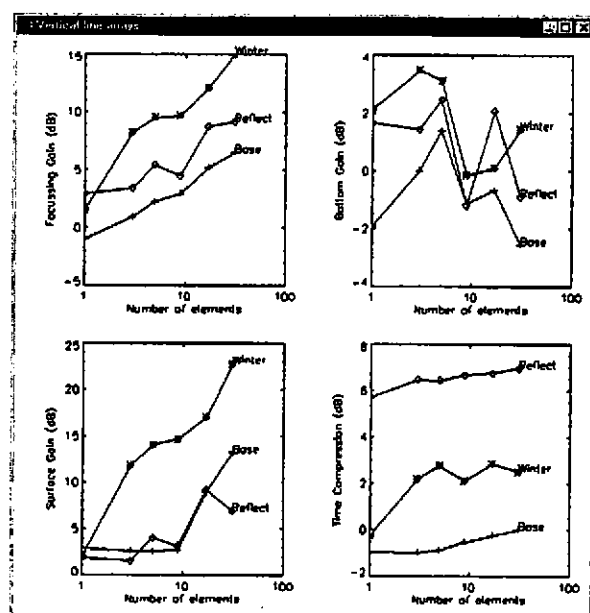 Vertical line arrays
15
10
5
0
-5
Focussing Gain (dB)
Winter
Reflect
Base
1
10
100
Number of elements
4
2
0
-2
-4
Bottom Gain (dB)
Winter
Reflect
Base
1
10
100
Number of elements
25
20
15
10
5
0
Surface Gain (dB)
Winter
Base
Reflect
1
10
100
Number of elements
8
6
4
2
0
-2
Time Compression (dB)
Reflect
Winter
Base
1
10
100
Number of elements